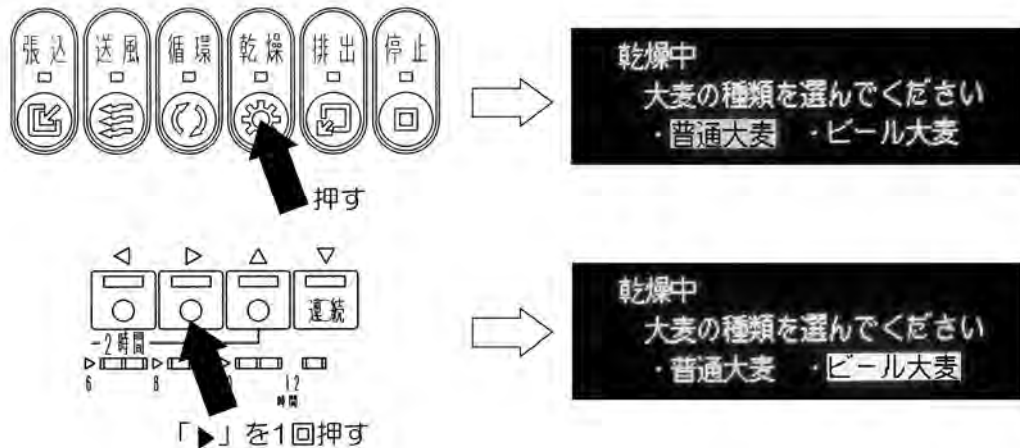 張込 送風 循環 乾燥 排出 停止
押す
乾燥中
大麦の種類を選んでください
・普通大麦 ・ビール大麦
◁ ▷ △ ▽
連続
-2時間
6 8 12
時間
「▶」を1回押す
乾燥中
大麦の種類を選んでください
・普通大麦 ・ビール大麦